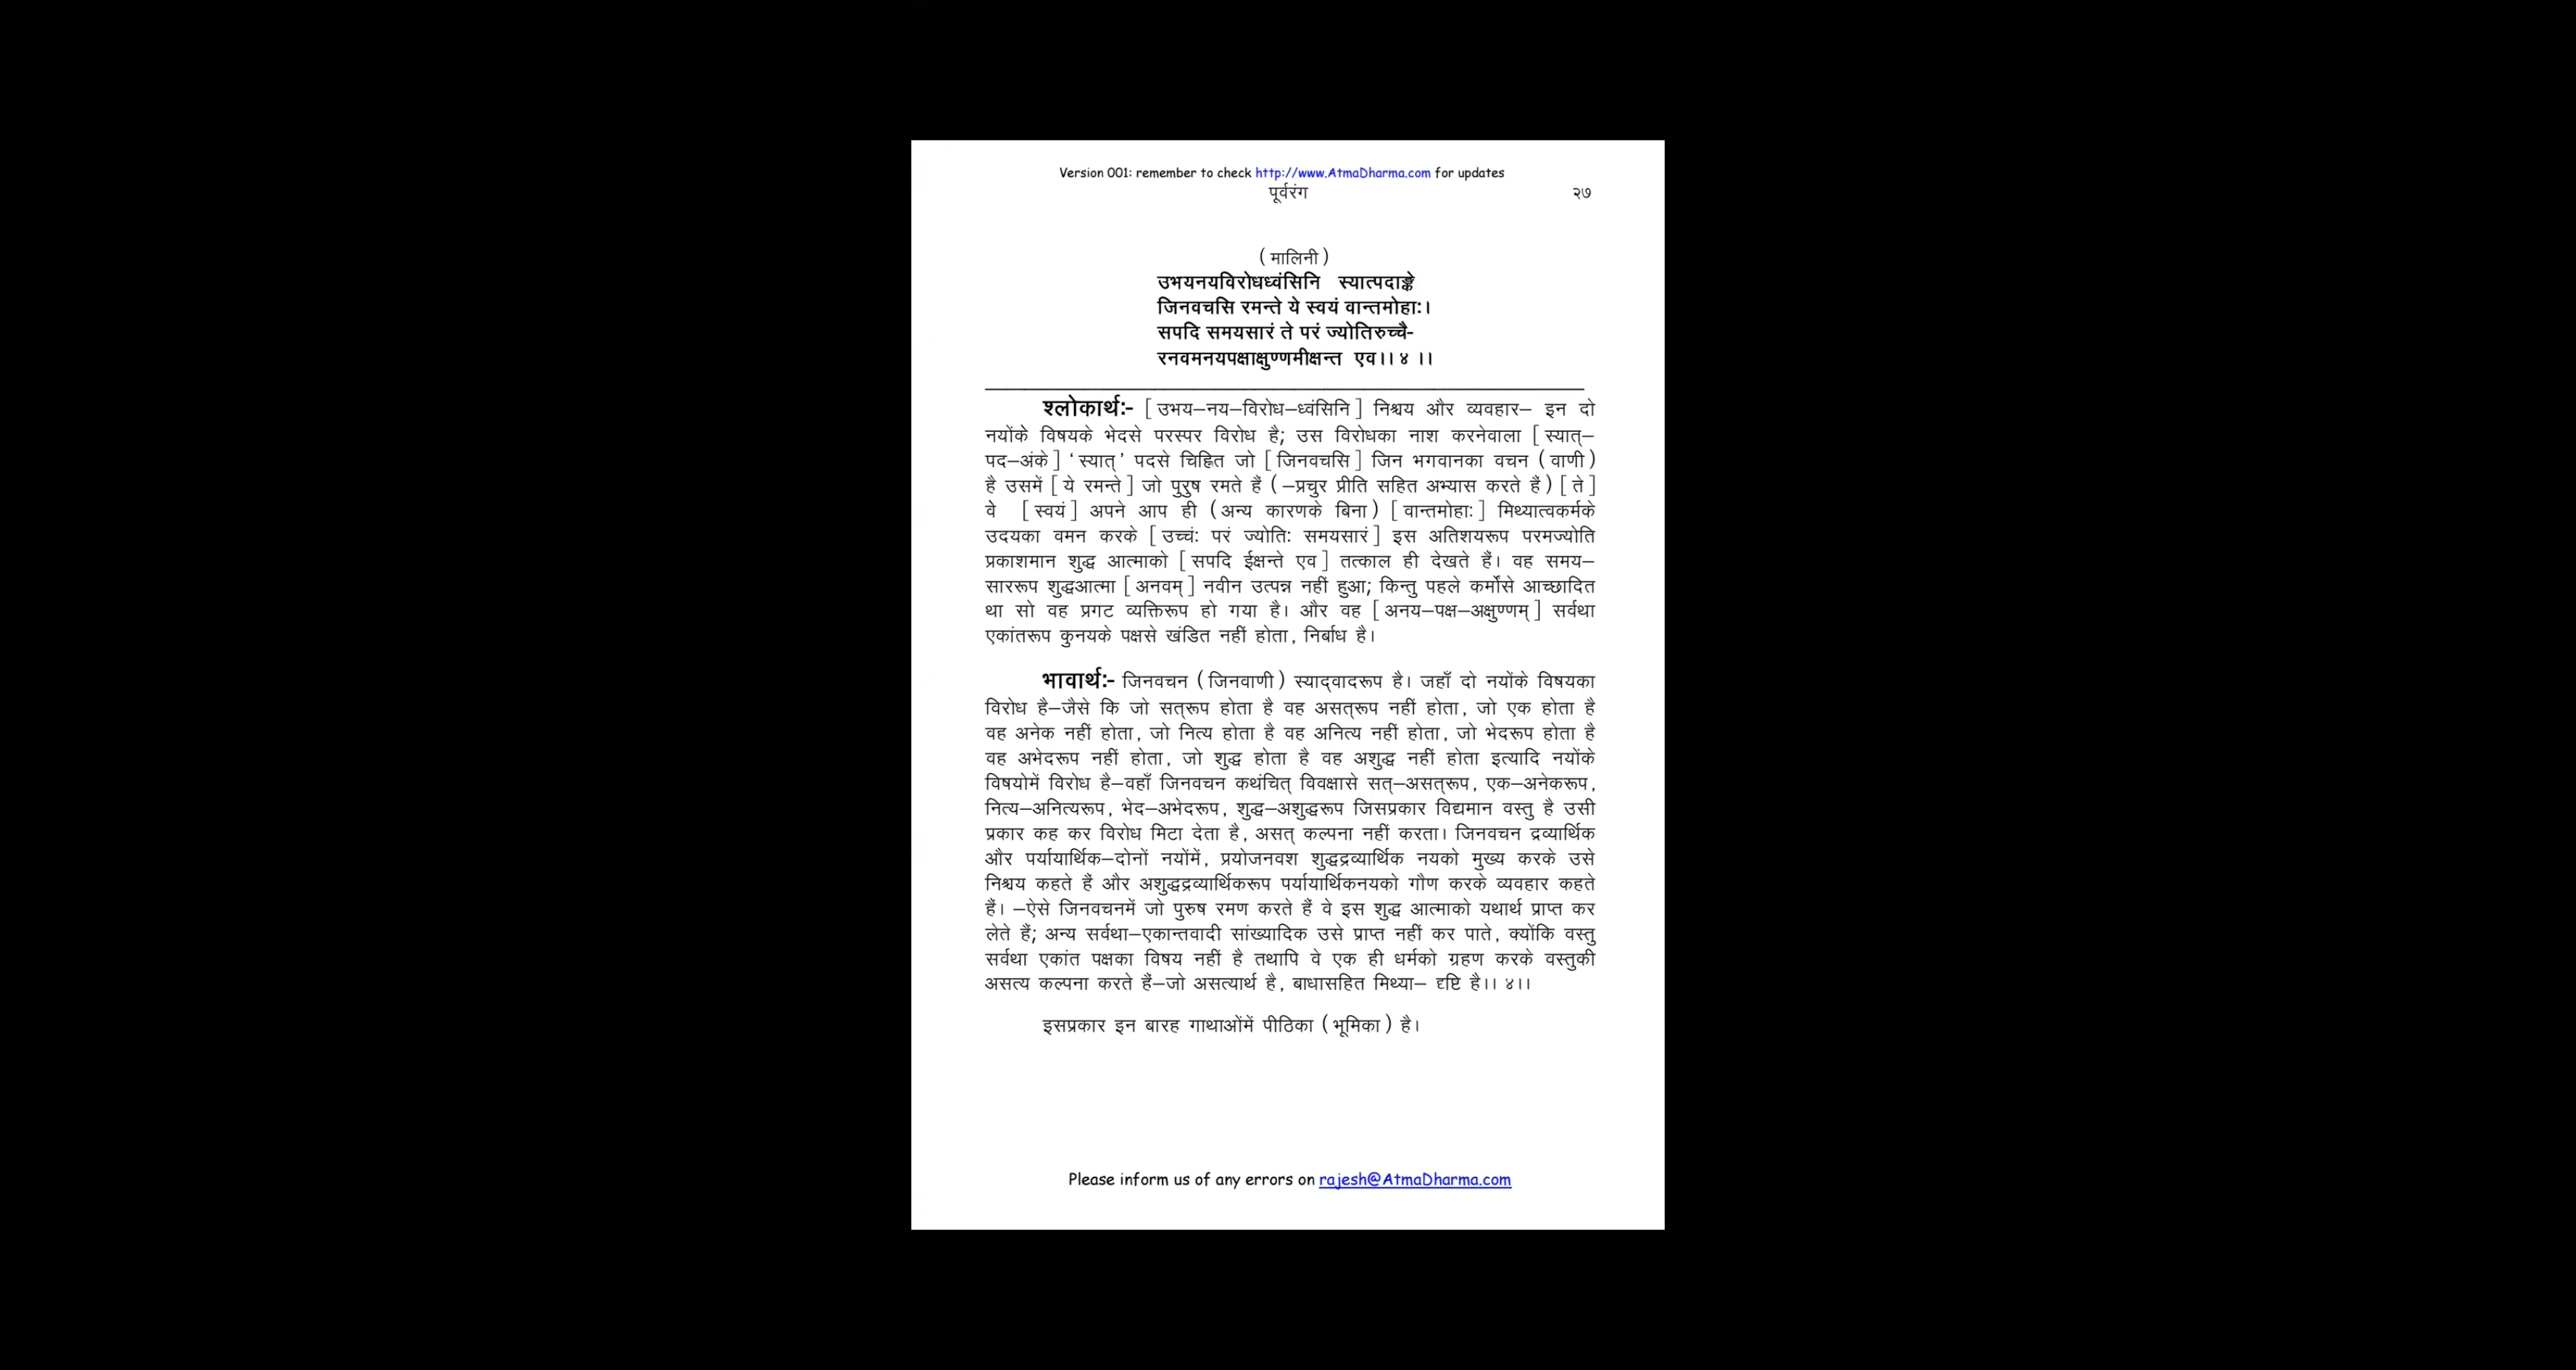 Version 001: remember to check http://www.AtmaDharma.com for updates
पूर्वरंग २७
(मालिनी)
उभयनयविरोधध्वंसिनि स्यात्पदाङ्के
जिनवचसि रमन्ते ये स्वयं वान्तमोहाः।
सपदि समयसारं ते परं ज्योतिरुच्चै-
रनवमनयपक्षाक्षुण्णमीक्षन्त एव।। ४ ।।
श्लोकार्थ:- [उभय–नय–विरोध–ध्वंसिनि] निश्चय और व्यवहार– इन दो
नयोंके विषयके भेदसे परस्पर विरोध है; उस विरोधका नाश करनेवाला [स्यात्–
पद–अंके] ‘स्यात्’ पदसे चिह्नित जो [जिनवचसि] जिन भगवानका वचन (वाणी)
है उसमें [ये रमन्ते] जो पुरुष रमते हैं (–प्रचुर प्रीति सहित अभ्यास करते हैं) [ते]
वे [स्वयं] अपने आप ही (अन्य कारणके बिना) [वान्तमोहाः] मिथ्यात्वकर्मके
उदयका वमन करके [उच्चंः परं ज्योतिः समयसारं] इस अतिशयरूप परमज्योति
प्रकाशमान शुद्ध आत्माको [सपदि ईक्षन्ते एव] तत्काल ही देखते हैं। वह समय–
साररूप शुद्धआत्मा [अनवम्] नवीन उत्पन्न नहीं हुआ; किन्तु पहले कर्मोंसे आच्छादित
था सो वह प्रगट व्यक्तिरूप हो गया है। और वह [अनय–पक्ष–अक्षुण्णम्] सर्वथा
एकांतरूप कुनयके पक्षसे खंडित नहीं होता, निर्बाध है।
भावार्थ:- जिनवचन (जिनवाणी) स्याद्वादरूप है। जहाँ दो नयोंके विषयका
विरोध है–जैसे कि जो सत्‌रूप होता है वह असत्‌रूप नहीं होता, जो एक होता है
वह अनेक नहीं होता, जो नित्य होता है वह अनित्य नहीं होता, जो भेदरूप होता है
वह अभेदरूप नहीं होता, जो शुद्ध होता है वह अशुद्ध नहीं होता इत्यादि नयोंके
विषयोमें विरोध है–वहाँ जिनवचन कथंचित् विवक्षासे सत्–असत्‌रूप, एक–अनेकरूप,
नित्य–अनित्यरूप, भेद–अभेदरूप, शुद्ध–अशुद्धरूप जिसप्रकार विद्यमान वस्तु है उसी
प्रकार कह कर विरोध मिटा देता है, असत् कल्पना नहीं करता। जिनवचन द्रव्यार्थिक
और पर्यायार्थिक–दोनों नयोंमें, प्रयोजनवश शुद्धद्रव्यार्थिक नयको मुख्य करके उसे
निश्चय कहते हैं और अशुद्धद्रव्यार्थिकरूप पर्यायार्थिकनयको गौण करके व्यवहार कहते
हैं। –ऐसे जिनवचनमें जो पुरुष रमण करते हैं वे इस शुद्ध आत्माको यथार्थ प्राप्त कर
लेते हैं; अन्य सर्वथा–एकान्तवादी सांख्यादिक उसे प्राप्त नहीं कर पाते, क्योंकि वस्तु
सर्वथा एकांत पक्षका विषय नहीं है तथापि वे एक ही धर्मको ग्रहण करके वस्तुकी
असत्य कल्पना करते हैं–जो असत्यार्थ है, बाधासहित मिथ्या– दृष्टि है।। ४।।
इसप्रकार इन बारह गाथाओंमें पीठिका (भूमिका) है।
Please inform us of any errors on rajesh@AtmaDharma.com